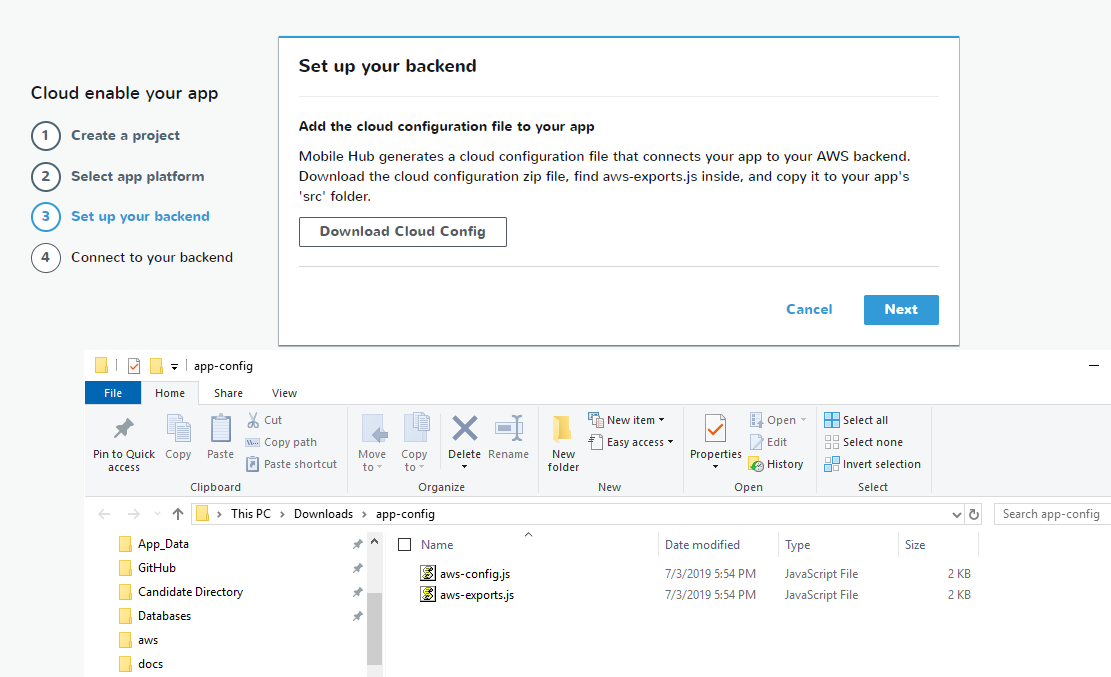 Cloud enable your app
1 Create a project
2 Select app platform
3 Set up your backend
4 Connect to your backend
Set up your backend
Add the cloud configuration file to your app
Mobile Hub generates a cloud configuration file that connects your app to your AWS backend.
Download the cloud configuration zip file, find aws-exports.js inside, and copy it to your app's
'src' folder.
Download Cloud Config
Cancel
Next
app-config
File Home Share View
Pin to Quick
access
Copy
Paste
Cut
Copy path
Paste shortcut
Clipboard
Move
to
Copy
to
Delete
Rename
Organize
New
folder
New item
Easy access
New
Properties
Open
Edit
History
Open
Select all
Select none
Invert selection
Select
This PC > Downloads > app-config
Search app-config
App_Data
GitHub
Candidate Directory
Databases
aws
docs
Name Date modified Type Size
aws-config.js 7/3/2019 5:54 PM JavaScript File 2 KB
aws-exports.js 7/3/2019 5:54 PM JavaScript File 2 KB